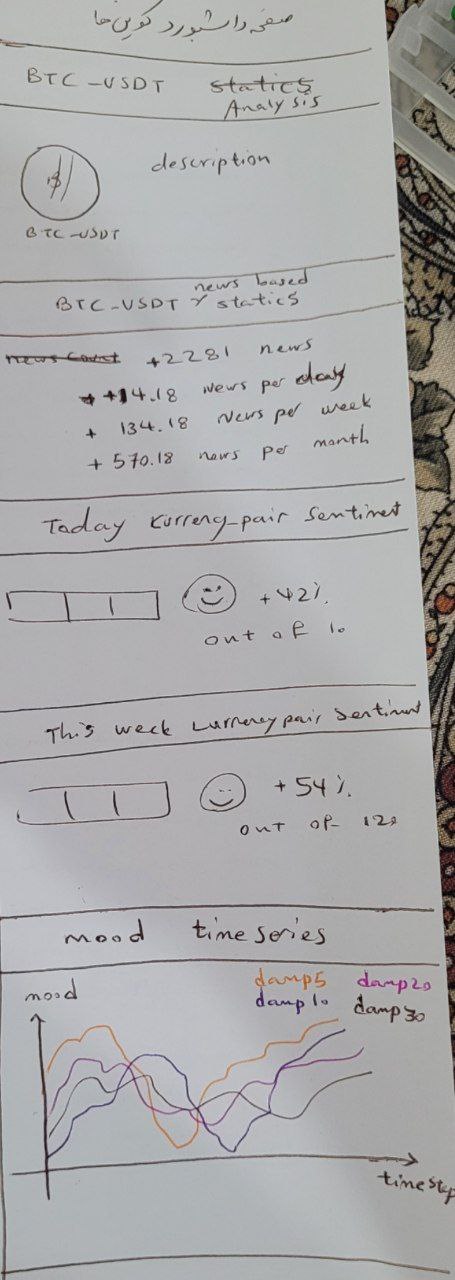 صفحه داشبورد کوین ها
BTC-USDT statics
Analysis
$
description
BTC-USDT
BTC-USDT news based
statics
news count +2281 news
+14.18 news per day
+ 134.18 news per week
+ 570.18 news per month
Today kurreny-pair sentiment
+42%
out of 10
This week currency pair sentiment
+54%
out of 120
mood time series
mood
damp5 damp20
damp10 damp30
time step